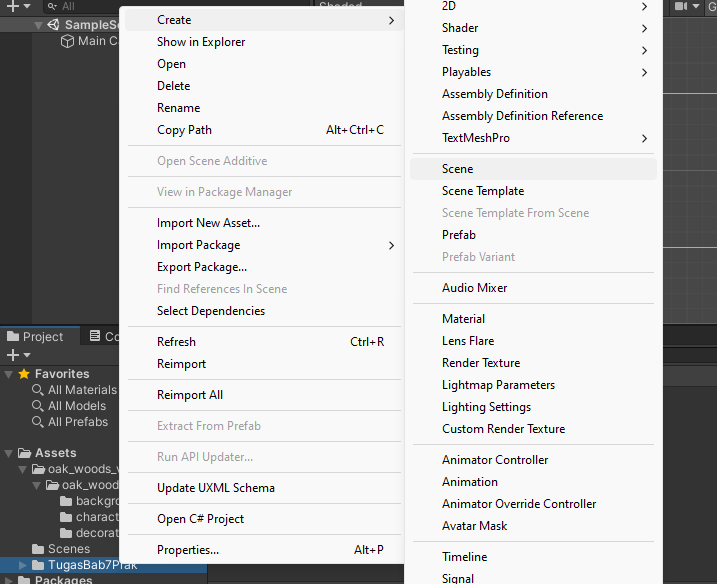 All
Shaded
G
SampleSc
Main Ca
Create
Show in Explorer
Open
Delete
Rename
Copy Path Alt+Ctrl+C
Open Scene Additive
View in Package Manager
Import New Asset...
Import Package
Export Package...
Find References In Scene
Select Dependencies
Refresh Ctrl+R
Reimport
Reimport All
Extract From Prefab
Run API Updater...
Update UXML Schema
Open C# Project
Properties... Alt+P
2D
Shader
Testing
Playables
Assembly Definition
Assembly Definition Reference
TextMeshPro
Scene
Scene Template
Scene Template From Scene
Prefab
Prefab Variant
Audio Mixer
Material
Lens Flare
Render Texture
Lightmap Parameters
Lighting Settings
Custom Render Texture
Animator Controller
Animation
Animator Override Controller
Avatar Mask
Timeline
Signal
Project
Co
Favorites
All Materials
All Models
All Prefabs
Assets
oak_woods_v
oak_wood
backgro
charact
decorat
Scenes
TugasBab7Prak
Packages